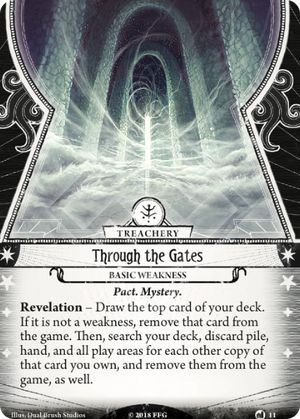 TREACHERY
Through the Gates
BASIC WEAKNESS
Pact. Mystery.
Revelation – Draw the top card of your deck.
If it is not a weakness, remove that card from
the game. Then, search your deck, discard pile,
hand, and all play areas for each other copy of
that card you own, and remove them from the
game, as well.
Illus. Dual Brush Studios
© 2018 FFG
11